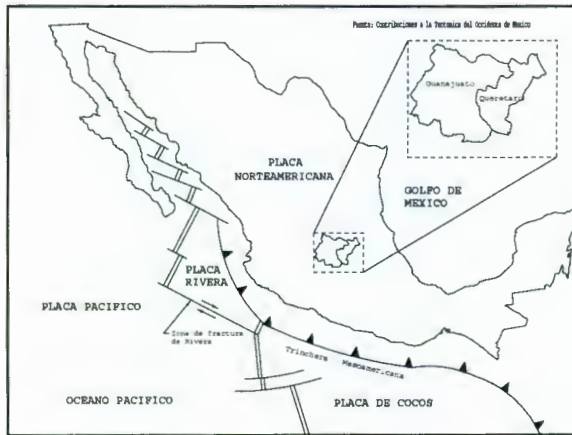 Fuente: Contribuciones a la Tectonica del Occidente de Mexico
Guanajuato
Queretaro
PLACA
NORTEAMERICANA
GOLFO DE
MEXICO
PLACA
RIVERA
PLACA PACIFICO
Zona de fractura
de Rivera
Trinchera Mesoamericana
OCEANO PACIFICO
PLACA DE COCOS